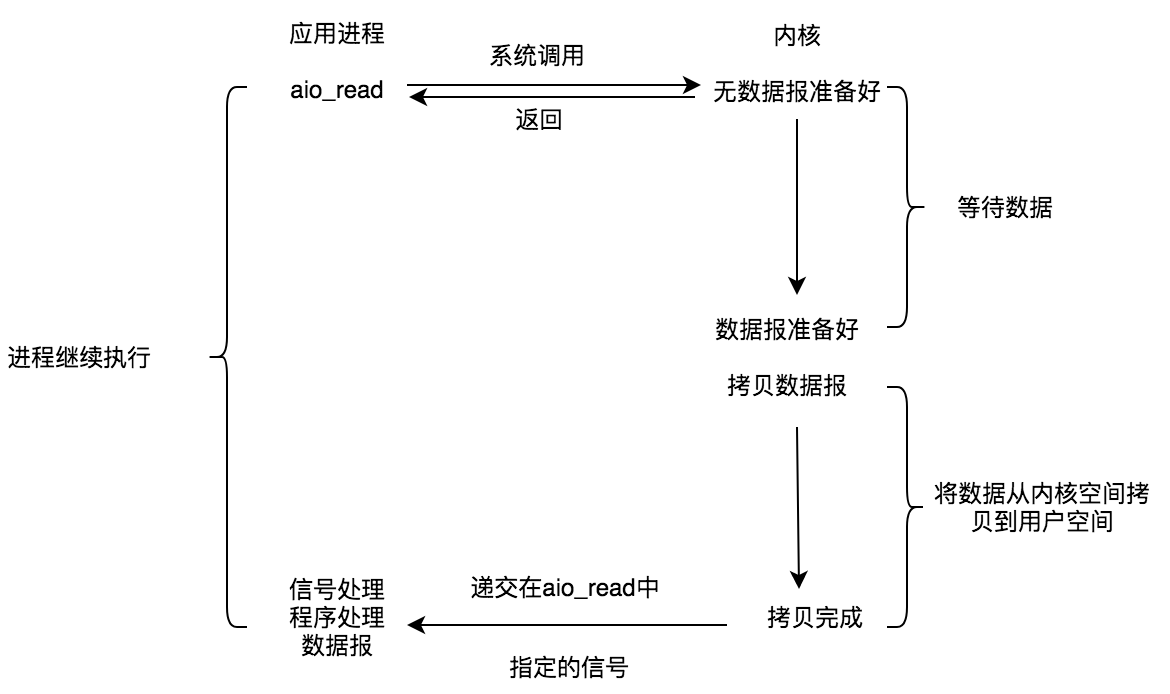 应用进程
内核
系统调用
aio_read
无数据报准备好
返回
等待数据
数据报准备好
进程继续执行
拷贝数据报
将数据从内核空间拷
贝到用户空间
信号处理
程序处理
数据报
递交在aio_read中
拷贝完成
指定的信号